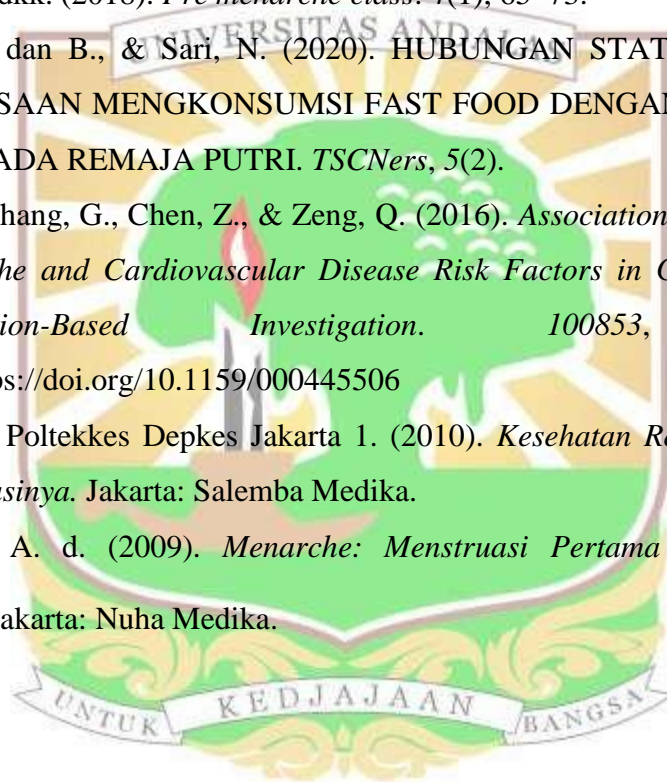 dkk. (2018). Pre menarche class. 4(1), 65–73.
UNIVERSITAS ANDALAS
dan B., & Sari, N. (2020). HUBUNGAN STAT
SAAN MENGKONSUMSI FAST FOOD DENGAN
ADA REMAJA PUTRI. TSCNers, 5(2).
hang, G., Chen, Z., & Zeng, Q. (2016). Association
he and Cardiovascular Disease Risk Factors in C
ion-Based Investigation. 100853,
ps://doi.org/10.1159/000445506
Poltekkes Depkes Jakarta 1. (2010). Kesehatan Re
usinya. Jakarta: Salemba Medika.
A. d. (2009). Menarche: Menstruasi Pertama
akarta: Nuha Medika.
UNTUK KEDJAJAAN BANGSA